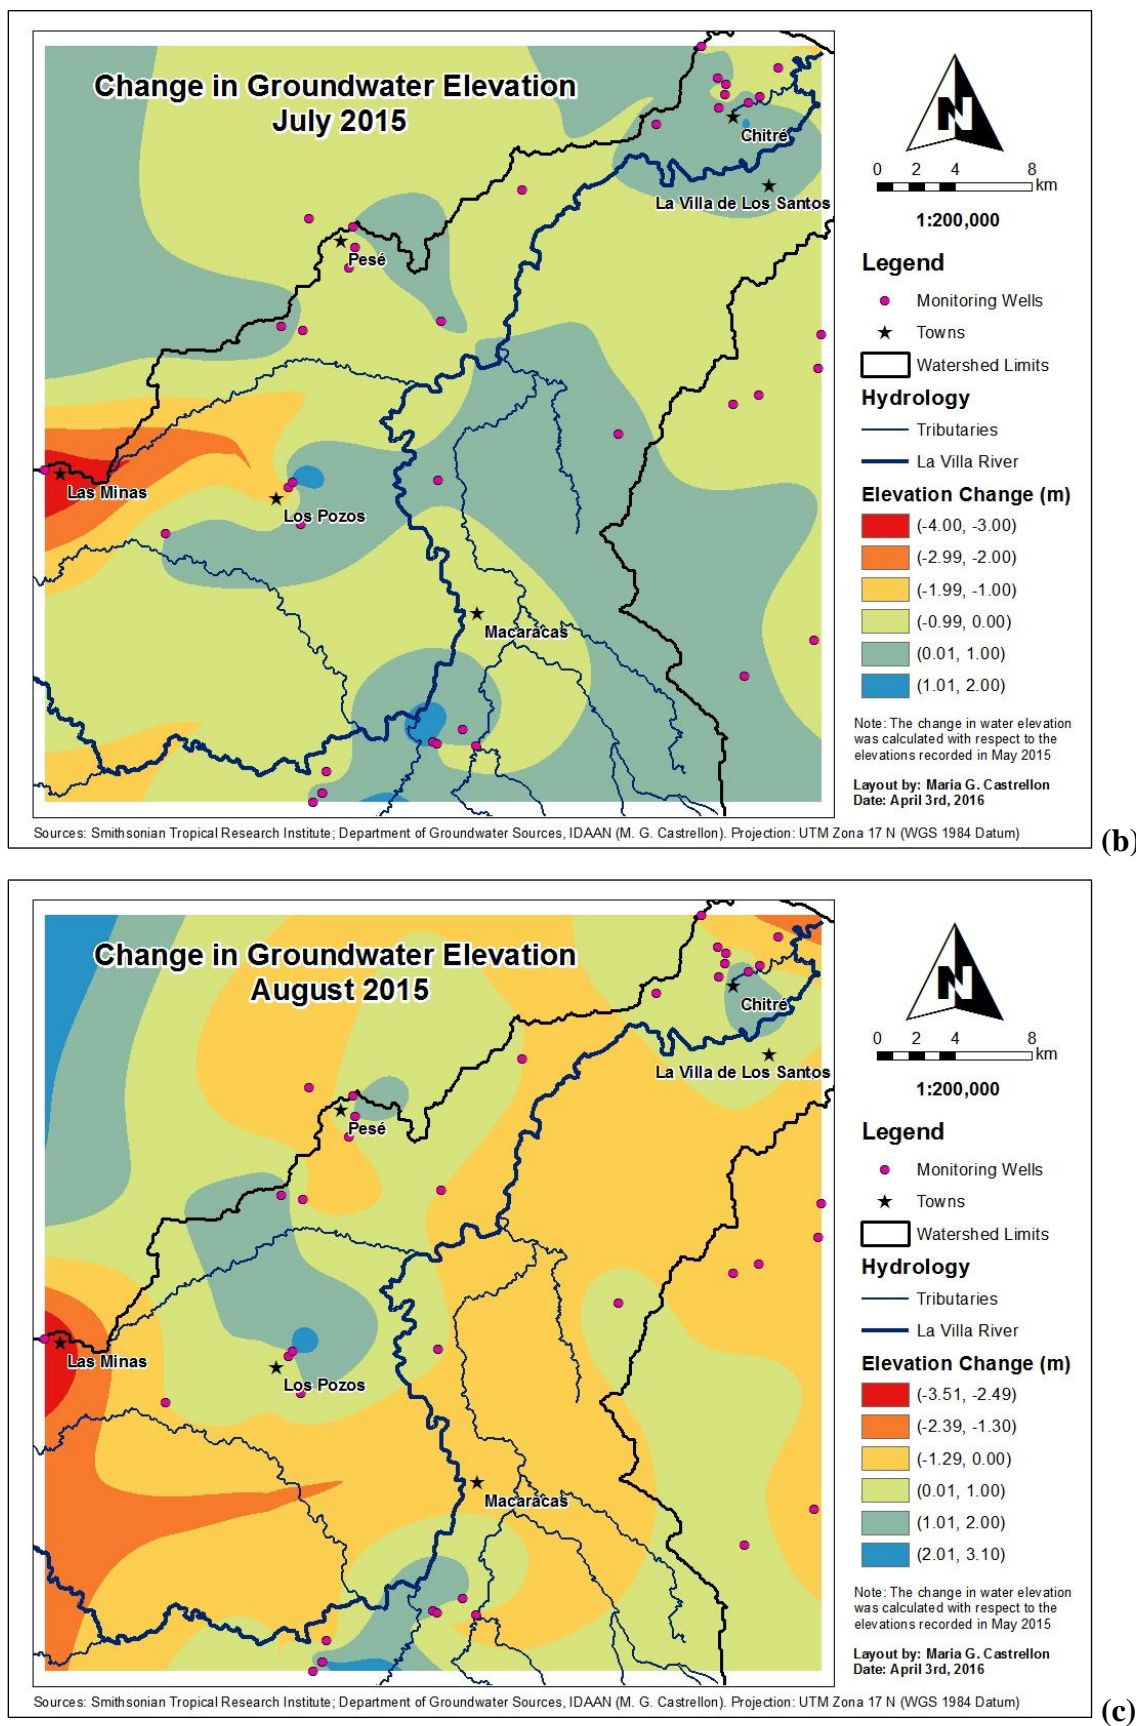 Change in Groundwater Elevation
July 2015
Chitré
La Villa de Los Santos
Pesé
Las Minas
Los Pozos
Macaracas
N
0 2 4 8
km
1:200,000
Legend
Monitoring Wells
Towns
Watershed Limits
Hydrology
Tributaries
La Villa River
Elevation Change (m)
(-4.00, -3.00)
(-2.99, -2.00)
(-1.99, -1.00)
(-0.99, 0.00)
(0.01, 1.00)
(1.01, 2.00)
Note: The change in water elevation
was calculated with respect to the
elevations recorded in May 2015
Layout by: Maria G. Castrellon
Date: April 3rd, 2016
Sources: Smithsonian Tropical Research Institute; Department of Groundwater Sources, IDAAN (M. G. Castrellon). Projection: UTM Zona 17 N (WGS 1984 Datum)
(b)
Change in Groundwater Elevation
August 2015
Chitré
La Villa de Los Santos
Pesé
Las Minas
Los Pozos
Macaracas
N
0 2 4 8
km
1:200,000
Legend
Monitoring Wells
Towns
Watershed Limits
Hydrology
Tributaries
La Villa River
Elevation Change (m)
(-3.51, -2.49)
(-2.39, -1.30)
(-1.29, 0.00)
(0.01, 1.00)
(1.01, 2.00)
(2.01, 3.10)
Note: The change in water elevation
was calculated with respect to the
elevations recorded in May 2015
Layout by: Maria G. Castrellon
Date: April 3rd, 2016
Sources: Smithsonian Tropical Research Institute; Department of Groundwater Sources, IDAAN (M. G. Castrellon). Projection: UTM Zona 17 N (WGS 1984 Datum)
(c)